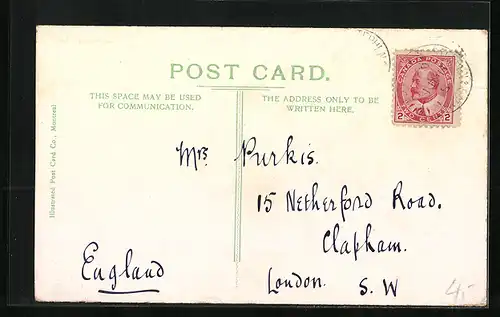 POST CARD.
THIS SPACE MAY BE USED
FOR COMMUNICATION.
THE ADDRESS ONLY TO BE
WRITTEN HERE.
CANADA POSTAGE
2 2
Illustrated Post Card Co., Montreal
Mrs Purkis.
15 Netherford Road.
Clapham.
London. S. W
England
4,-